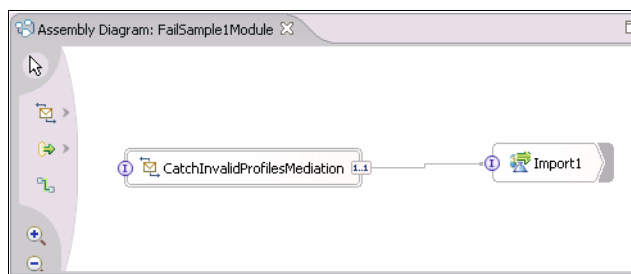 Assembly Diagram: FailSample1Module
CatchInvalidProfilesMediation 1..1 Import1